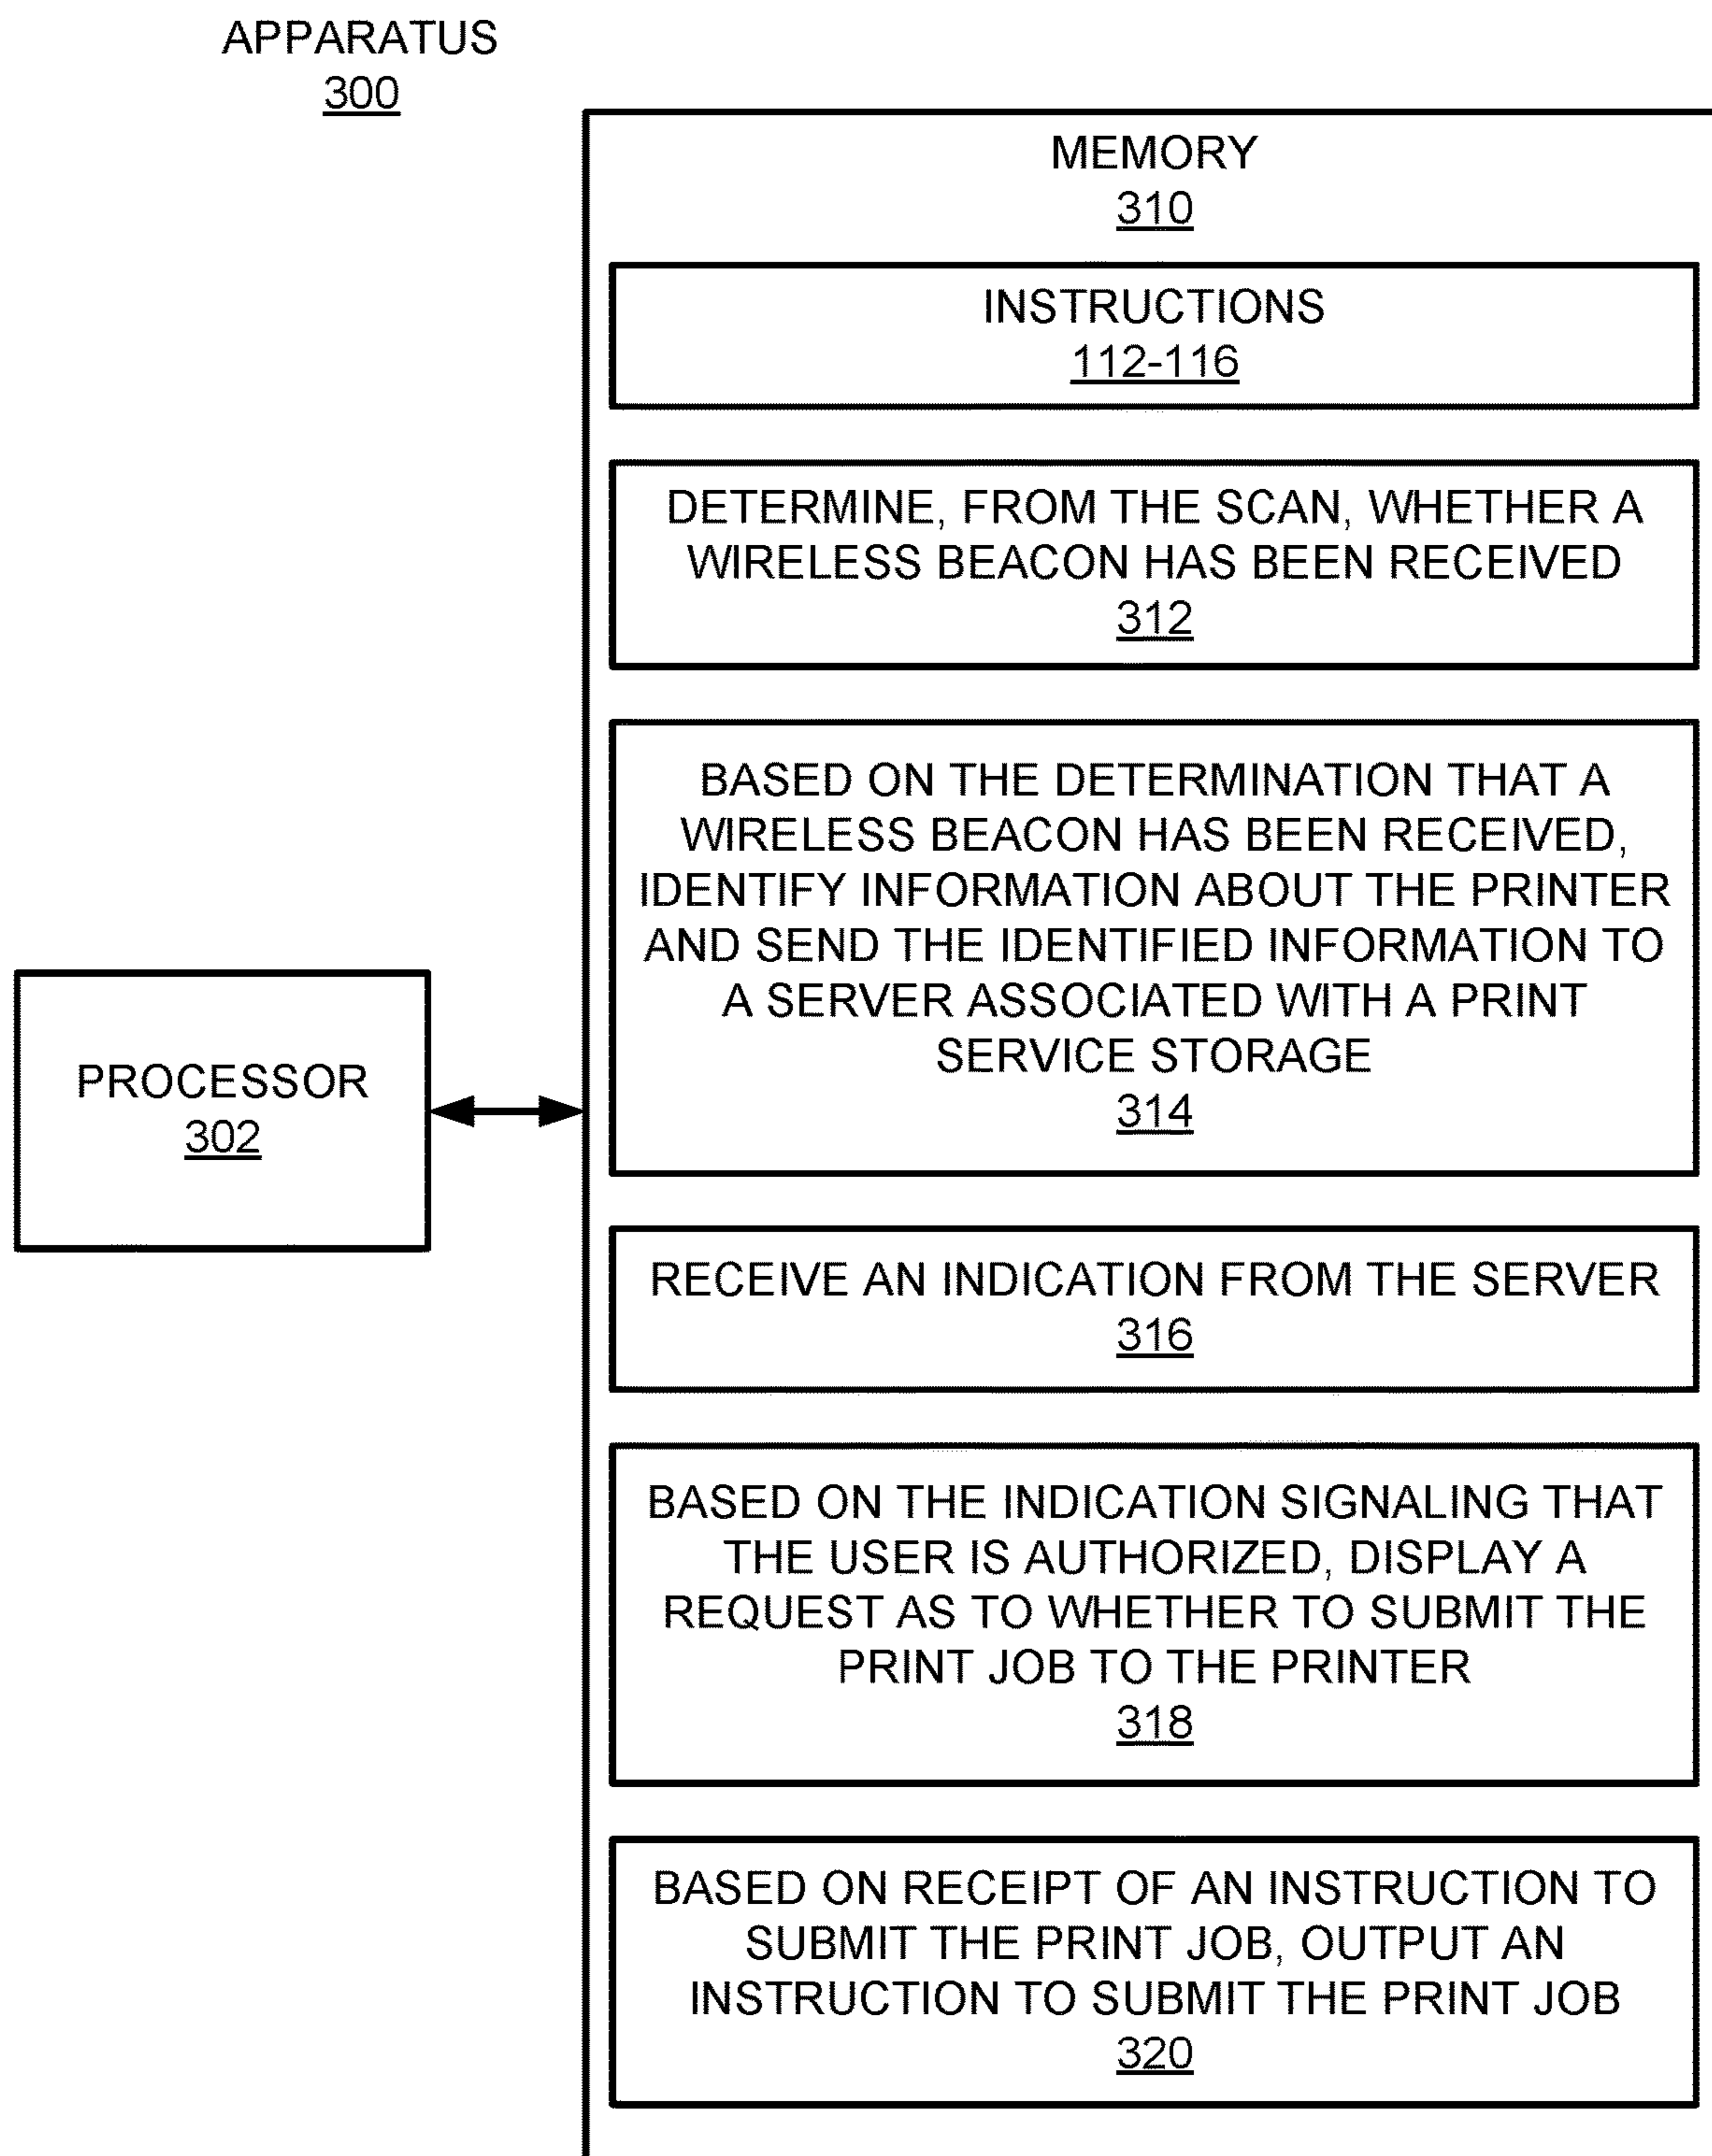 APPARATUS
300
MEMORY
310
INSTRUCTIONS
112-116
DETERMINE, FROM THE SCAN, WHETHER A
WIRELESS BEACON HAS BEEN RECEIVED
312
BASED ON THE DETERMINATION THAT A
WIRELESS BEACON HAS BEEN RECEIVED,
IDENTIFY INFORMATION ABOUT THE PRINTER
AND SEND THE IDENTIFIED INFORMATION TO
A SERVER ASSOCIATED WITH A PRINT
SERVICE STORAGE
314
PROCESSOR
302
RECEIVE AN INDICATION FROM THE SERVER
316
BASED ON THE INDICATION SIGNALING THAT
THE USER IS AUTHORIZED, DISPLAY A
REQUEST AS TO WHETHER TO SUBMIT THE
PRINT JOB TO THE PRINTER
318
BASED ON RECEIPT OF AN INSTRUCTION TO
SUBMIT THE PRINT JOB, OUTPUT AN
INSTRUCTION TO SUBMIT THE PRINT JOB
320